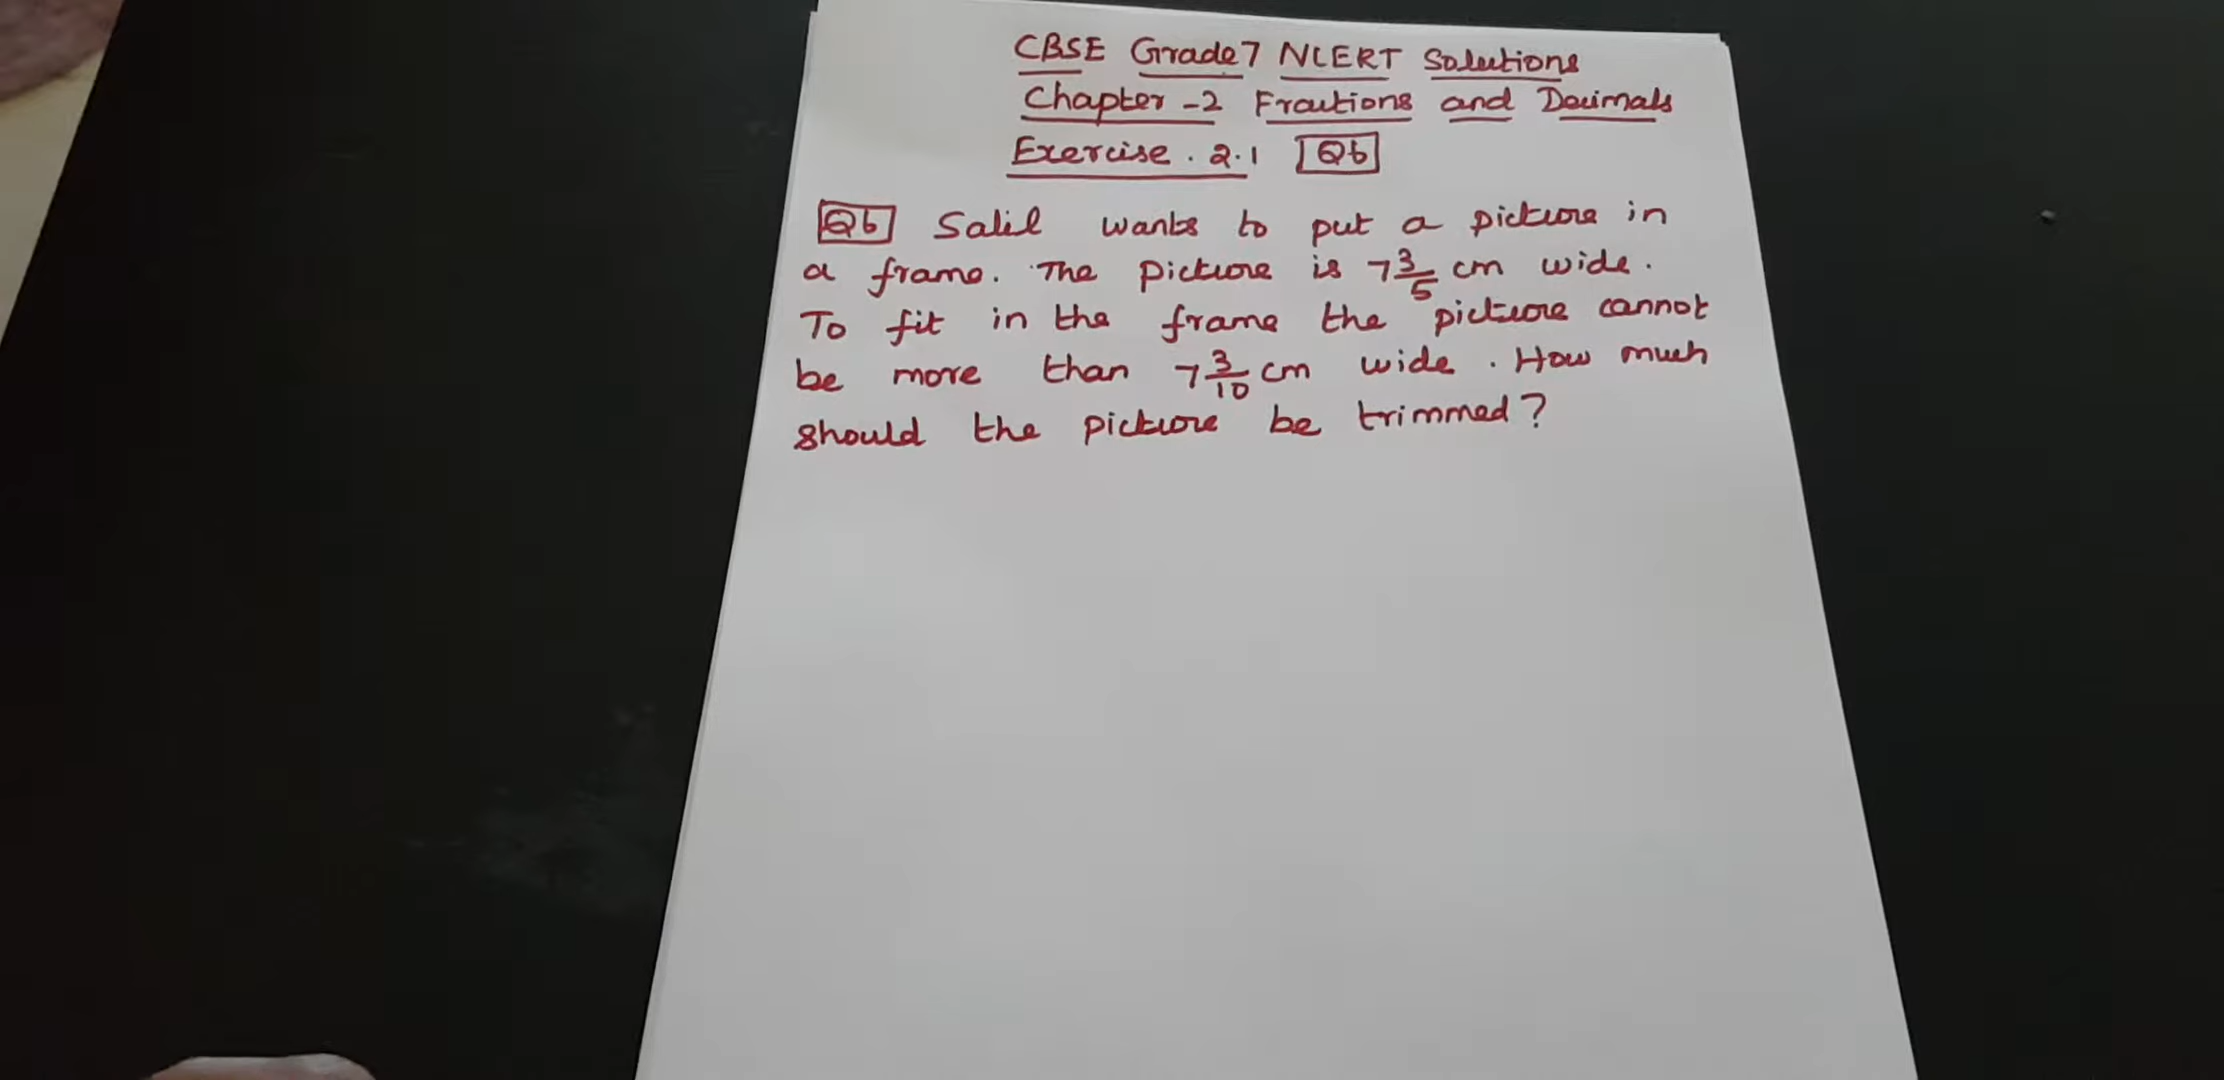 CBSE Grade 7 NCERT Solutions
Chapter - 2 Fractions and Decimals
Exercise . 2.1 Q6
Q6 Salil wants to put a picture in
a frame. The picture is 7 3/5 cm wide.
To fit in the frame the picture cannot
be more than 7 3/10 cm wide. How much
should the picture be trimmed?